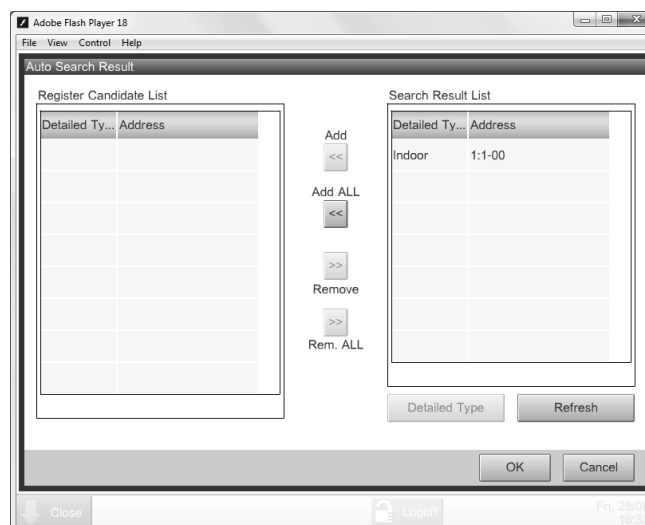 Adobe Flash Player 18
File View Control Help
Auto Search Result
Register Candidate List
Detailed Ty... Address
Add
<<
Add ALL
<<
>>
Remove
>>
Rem. ALL
Search Result List
Detailed Ty... Address
Indoor 1:1-00
Detailed Type Refresh
OK Cancel
Close Logoff Fri,